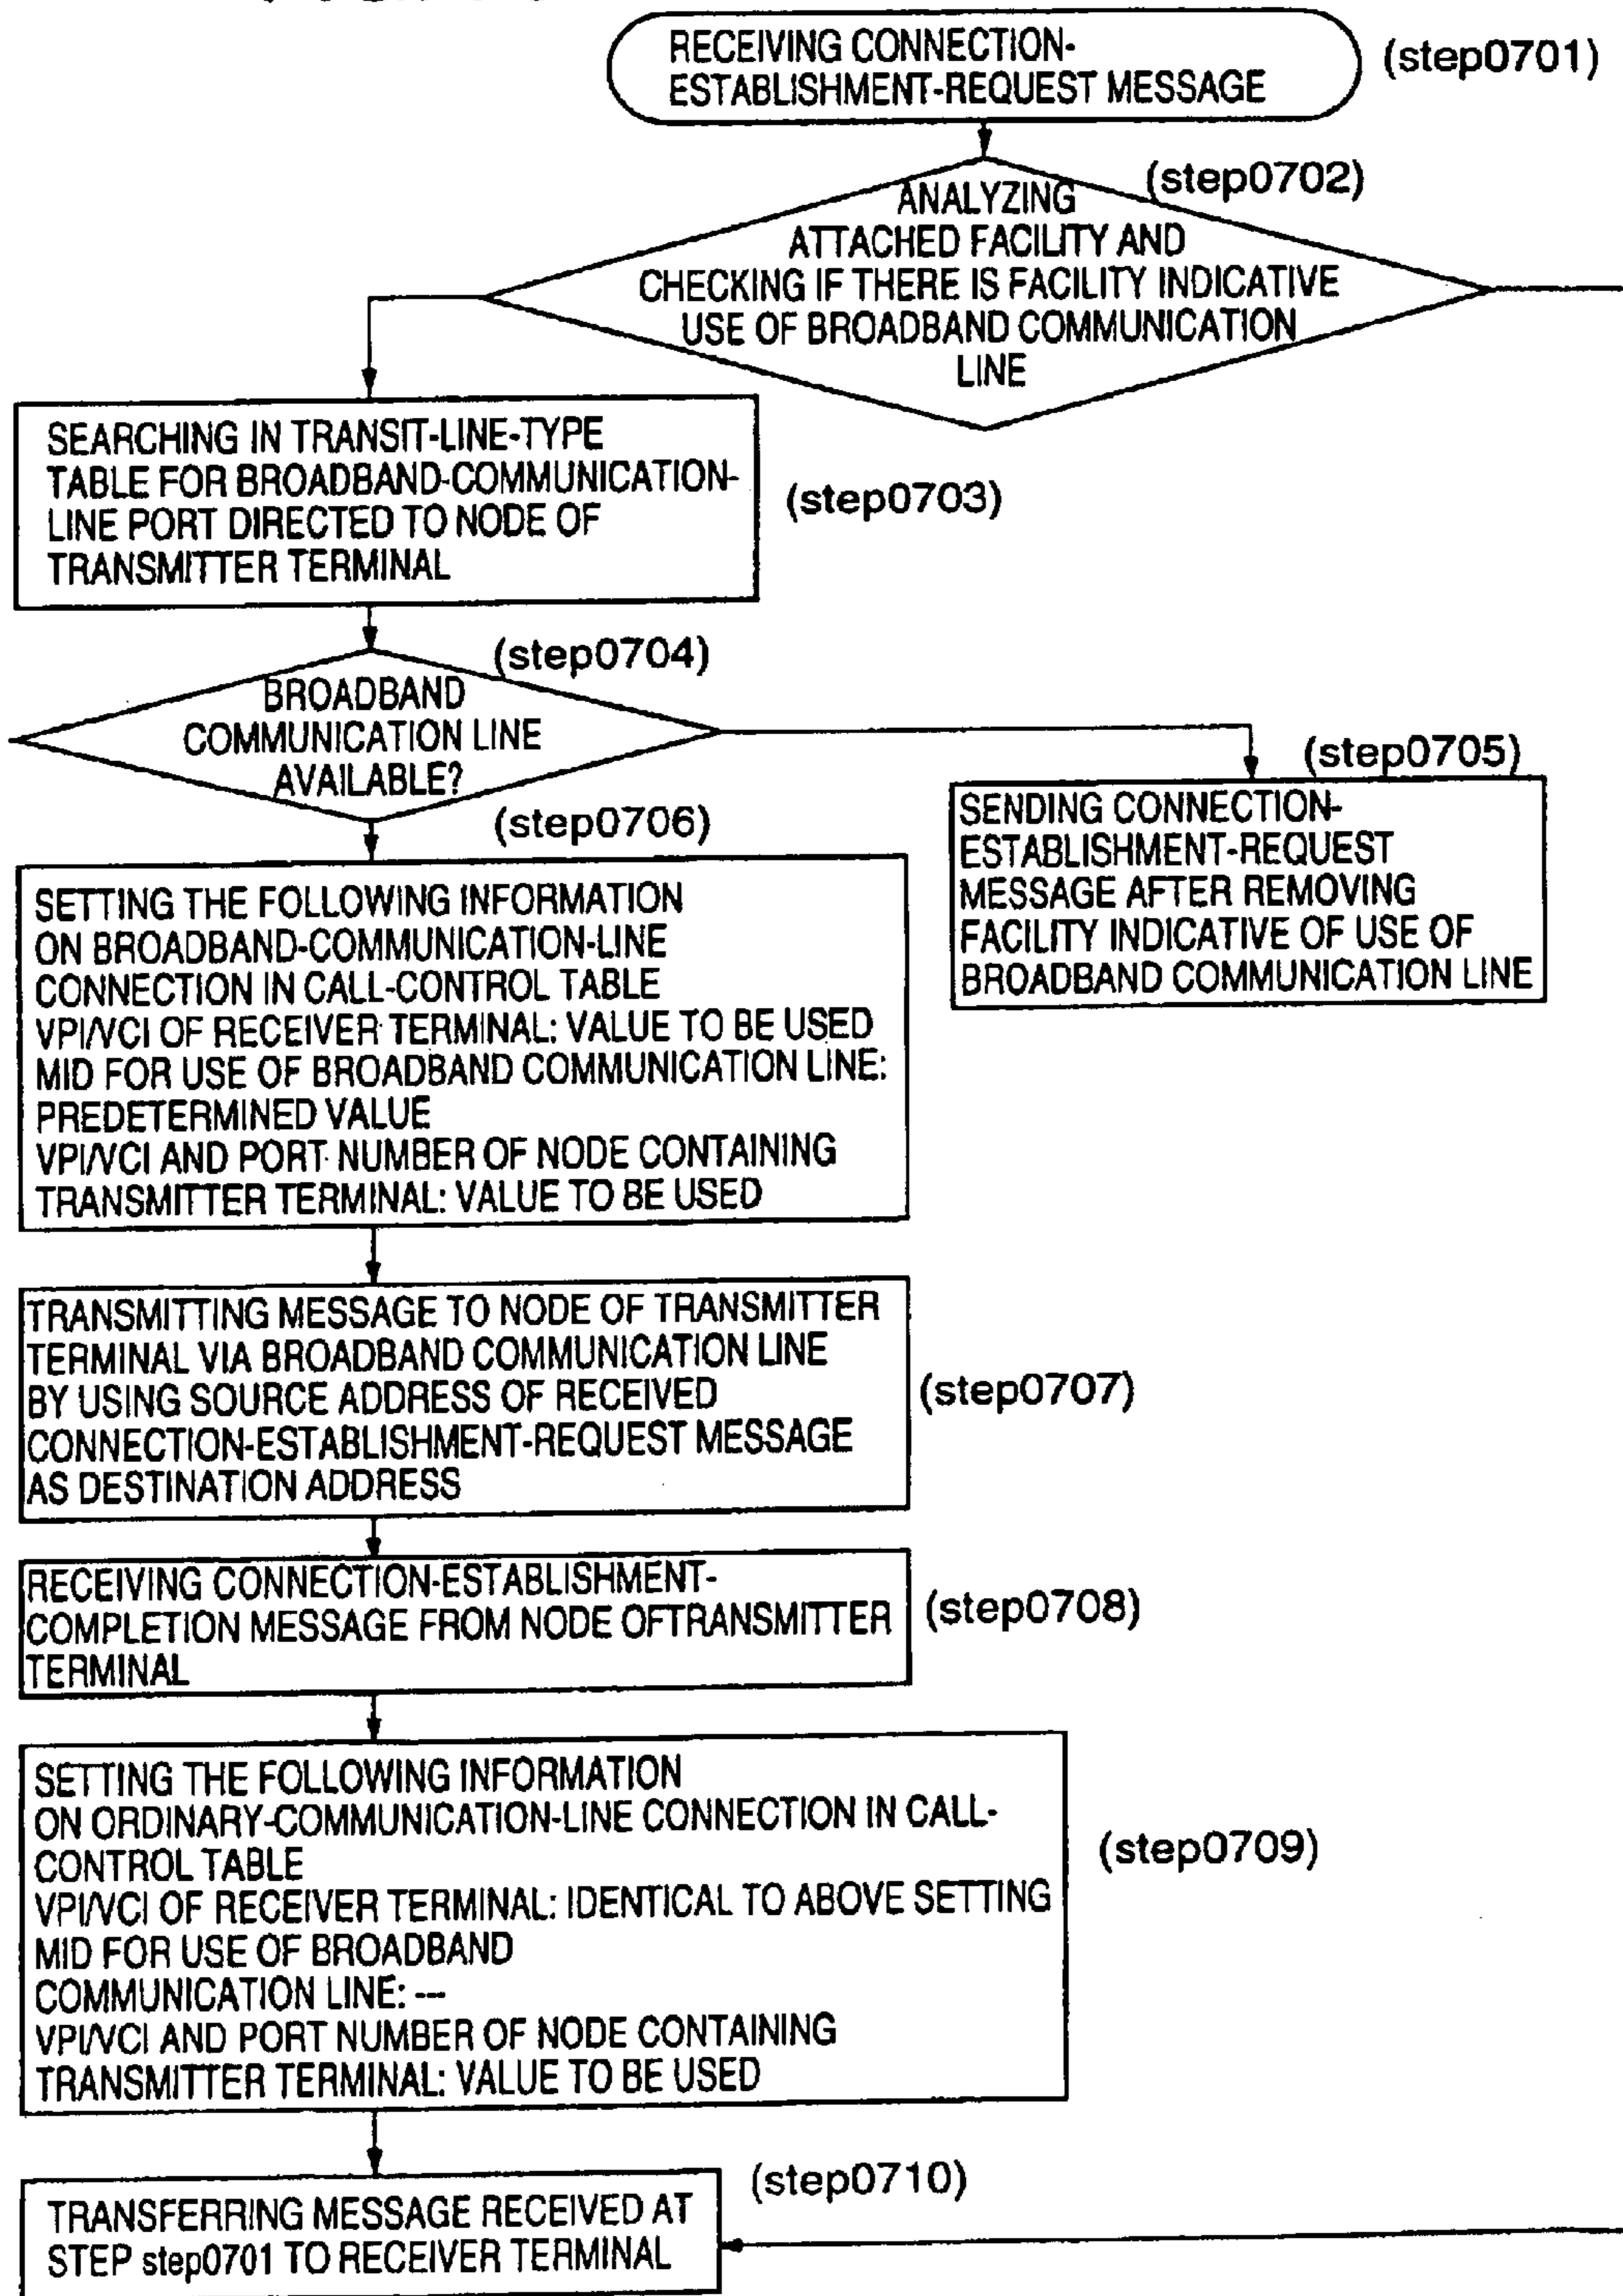 RECEIVING CONNECTION-
ESTABLISHMENT-REQUEST MESSAGE
(step0701)
(step0702)
ANALYZING
ATTACHED FACILITY AND
CHECKING IF THERE IS FACILITY INDICATIVE
USE OF BROADBAND COMMUNICATION
LINE
SEARCHING IN TRANSIT-LINE-TYPE
TABLE FOR BROADBAND-COMMUNICATION-
LINE PORT DIRECTED TO NODE OF
TRANSMITTER TERMINAL
(step0703)
(step0704)
BROADBAND
COMMUNICATION LINE
AVAILABLE?
(step0705)
SENDING CONNECTION-
ESTABLISHMENT-REQUEST
MESSAGE AFTER REMOVING
FACILITY INDICATIVE OF USE OF
BROADBAND COMMUNICATION LINE
(step0706)
SETTING THE FOLLOWING INFORMATION
ON BROADBAND-COMMUNICATION-LINE
CONNECTION IN CALL-CONTROL TABLE
VPI/VCI OF RECEIVER TERMINAL: VALUE TO BE USED
MID FOR USE OF BROADBAND COMMUNICATION LINE:
PREDETERMINED VALUE
VPI/VCI AND PORT NUMBER OF NODE CONTAINING
TRANSMITTER TERMINAL: VALUE TO BE USED
TRANSMITTING MESSAGE TO NODE OF TRANSMITTER
TERMINAL VIA BROADBAND COMMUNICATION LINE
BY USING SOURCE ADDRESS OF RECEIVED
CONNECTION-ESTABLISHMENT-REQUEST MESSAGE
AS DESTINATION ADDRESS
(step0707)
RECEIVING CONNECTION-ESTABLISHMENT-
COMPLETION MESSAGE FROM NODE OFTRANSMITTER
TERMINAL
(step0708)
SETTING THE FOLLOWING INFORMATION
ON ORDINARY-COMMUNICATION-LINE CONNECTION IN CALL-
CONTROL TABLE
VPI/VCI OF RECEIVER TERMINAL: IDENTICAL TO ABOVE SETTING
MID FOR USE OF BROADBAND
COMMUNICATION LINE: ---
VPI/VCI AND PORT NUMBER OF NODE CONTAINING
TRANSMITTER TERMINAL: VALUE TO BE USED
(step0709)
(step0710)
TRANSFERRING MESSAGE RECEIVED AT
STEP step0701 TO RECEIVER TERMINAL